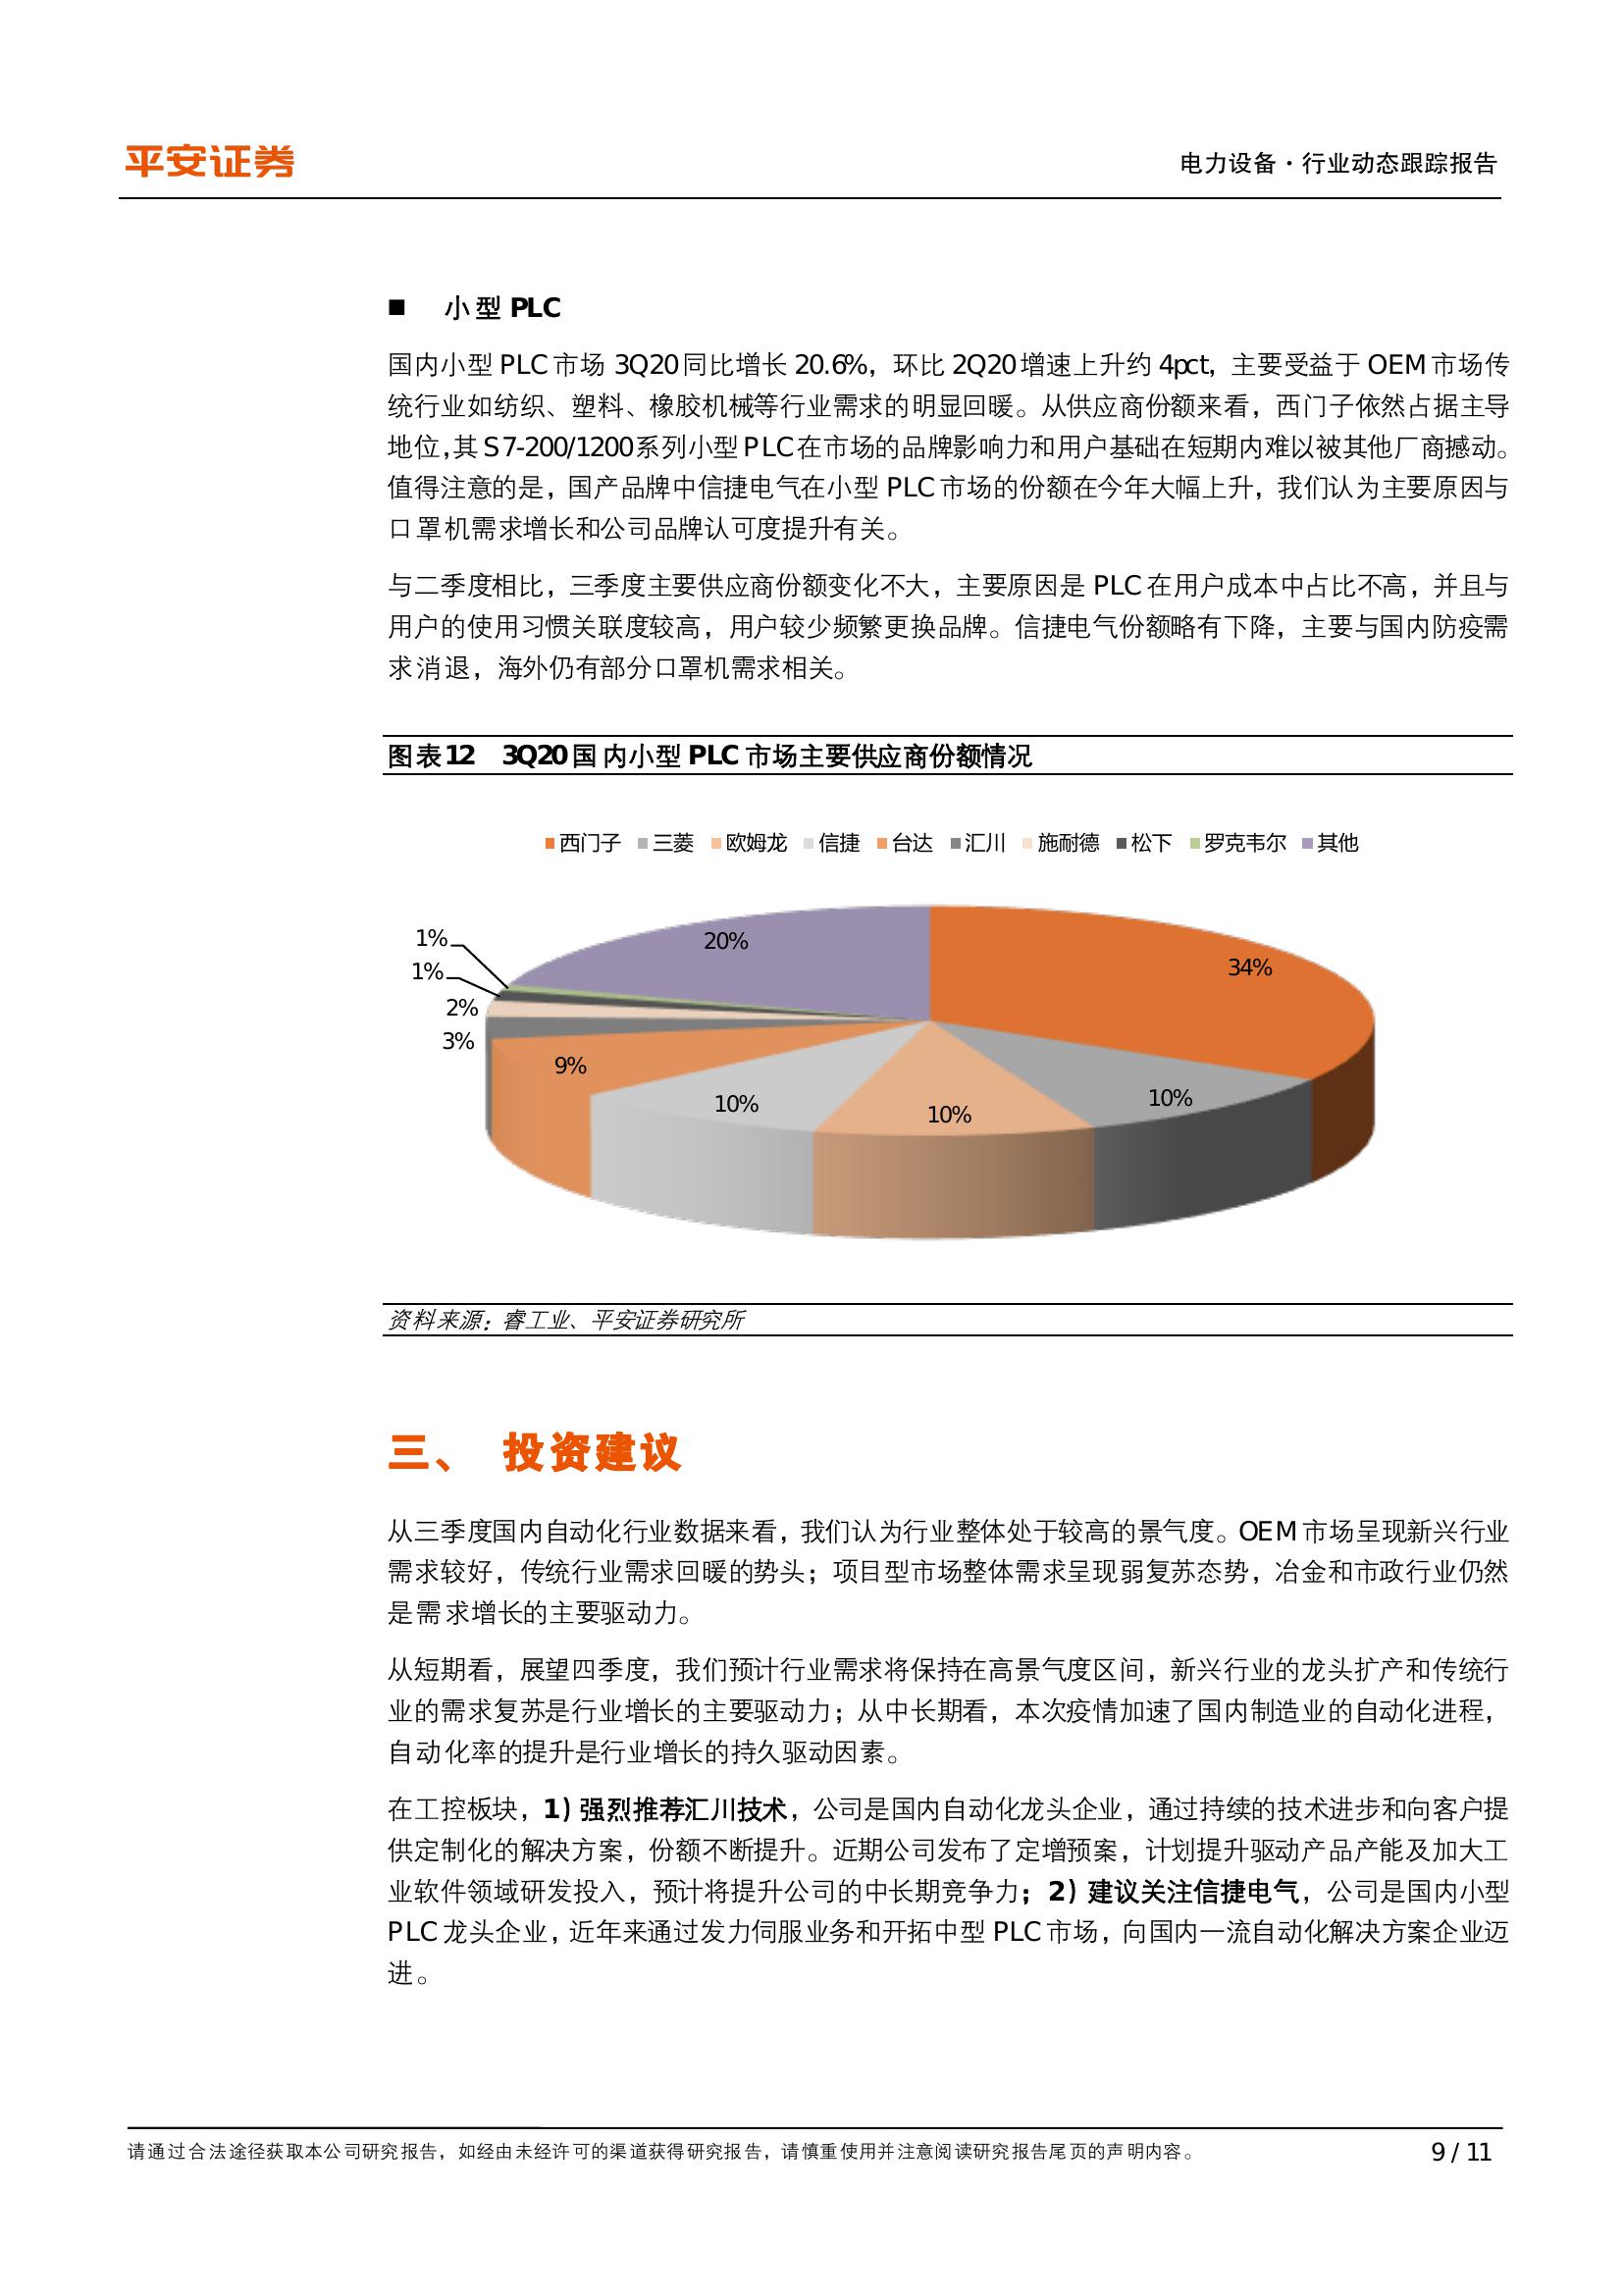 平安证券
电力设备·行业动态跟踪报告
■ 小型 PLC
国内小型 PLC 市场 3Q20 同比增长 20.6%，环比 2Q20 增速上升约 4pct，主要受益于 OEM 市场传
统行业如纺织、塑料、橡胶机械等行业需求的明显回暖。从供应商份额来看，西门子依然占据主导
地位，其 S7-200/1200 系列小型 PLC 在市场的品牌影响力和用户基础在短期内难以被其他厂商撼动。
值得注意的是，国产品牌中信捷电气在小型 PLC 市场的份额在今年大幅上升，我们认为主要原因与
口罩机需求增长和公司品牌认可度提升有关。
与二季度相比，三季度主要供应商份额变化不大，主要原因是 PLC 在用户成本中占比不高，并且与
用户的使用习惯关联度较高，用户较少频繁更换品牌。信捷电气份额略有下降，主要与国内防疫需
求消退，海外仍有部分口罩机需求相关。
图表12 3Q20 国内小型 PLC 市场主要供应商份额情况
西门子 三菱 欧姆龙 信捷 台达 汇川 施耐德 松下 罗克韦尔 其他
1%
20%
34%
1%
2%
3%
9%
10%
10%
10%
资料来源：睿工业、平安证券研究所
三、 投资建议
从三季度国内自动化行业数据来看，我们认为行业整体处于较高的景气度。OEM 市场呈现新兴行业
需求较好，传统行业需求回暖的势头；项目型市场整体需求呈现弱复苏态势，冶金和市政行业仍然
是需求增长的主要驱动力。
从短期看，展望四季度，我们预计行业需求将保持在高景气度区间，新兴行业的龙头扩产和传统行
业的需求复苏是行业增长的主要驱动力；从中长期看，本次疫情加速了国内制造业的自动化进程，
自动化率的提升是行业增长的持久驱动因素。
在工控板块，1) 强烈推荐汇川技术，公司是国内自动化龙头企业，通过持续的技术进步和向客户提
供定制化的解决方案，份额不断提升。近期公司发布了定增预案，计划提升驱动产品产能及加大工
业软件领域研发投入，预计将提升公司的中长期竞争力；2) 建议关注信捷电气，公司是国内小型
PLC 龙头企业，近年来通过发力伺服业务和开拓中型 PLC 市场，向国内一流自动化解决方案企业迈
进。
请通过合法途径获取本公司研究报告，如经由未经许可的渠道获得研究报告，请慎重使用并注意阅读研究报告尾页的声明内容。
9 / 11